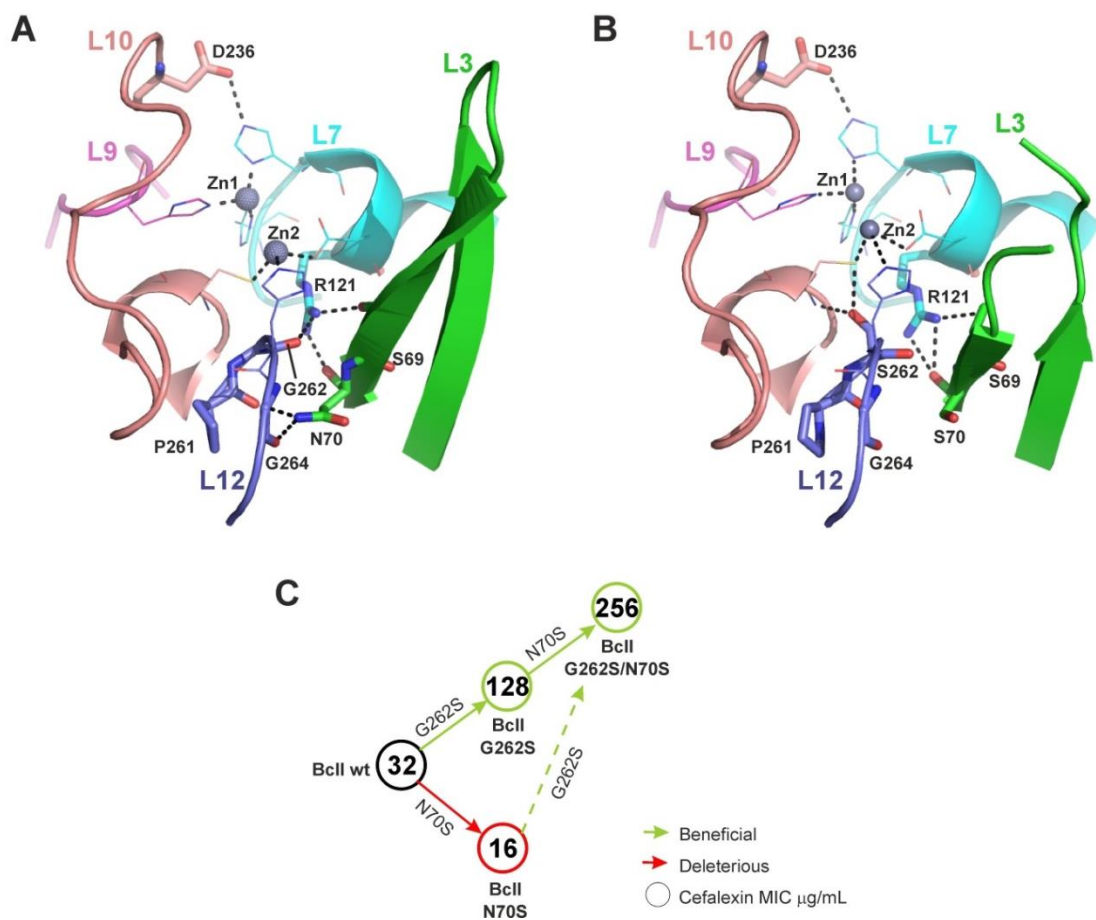 A
L10
D236
L3
L9
L7
Zn1
Zn2
R121
S69
G262
N70
P261
G264
L12
B
L10
D236
L3
L9
L7
Zn1
Zn2
R121
S69
S262
S70
P261
G264
L12
C
256
BcII
G262S/N70S
N70S
128
BcII
G262S
G262S
BcII wt
32
N70S
G262S
16
BcII
N70S
Beneficial
Deleterious
Cefalexin MIC µg/mL